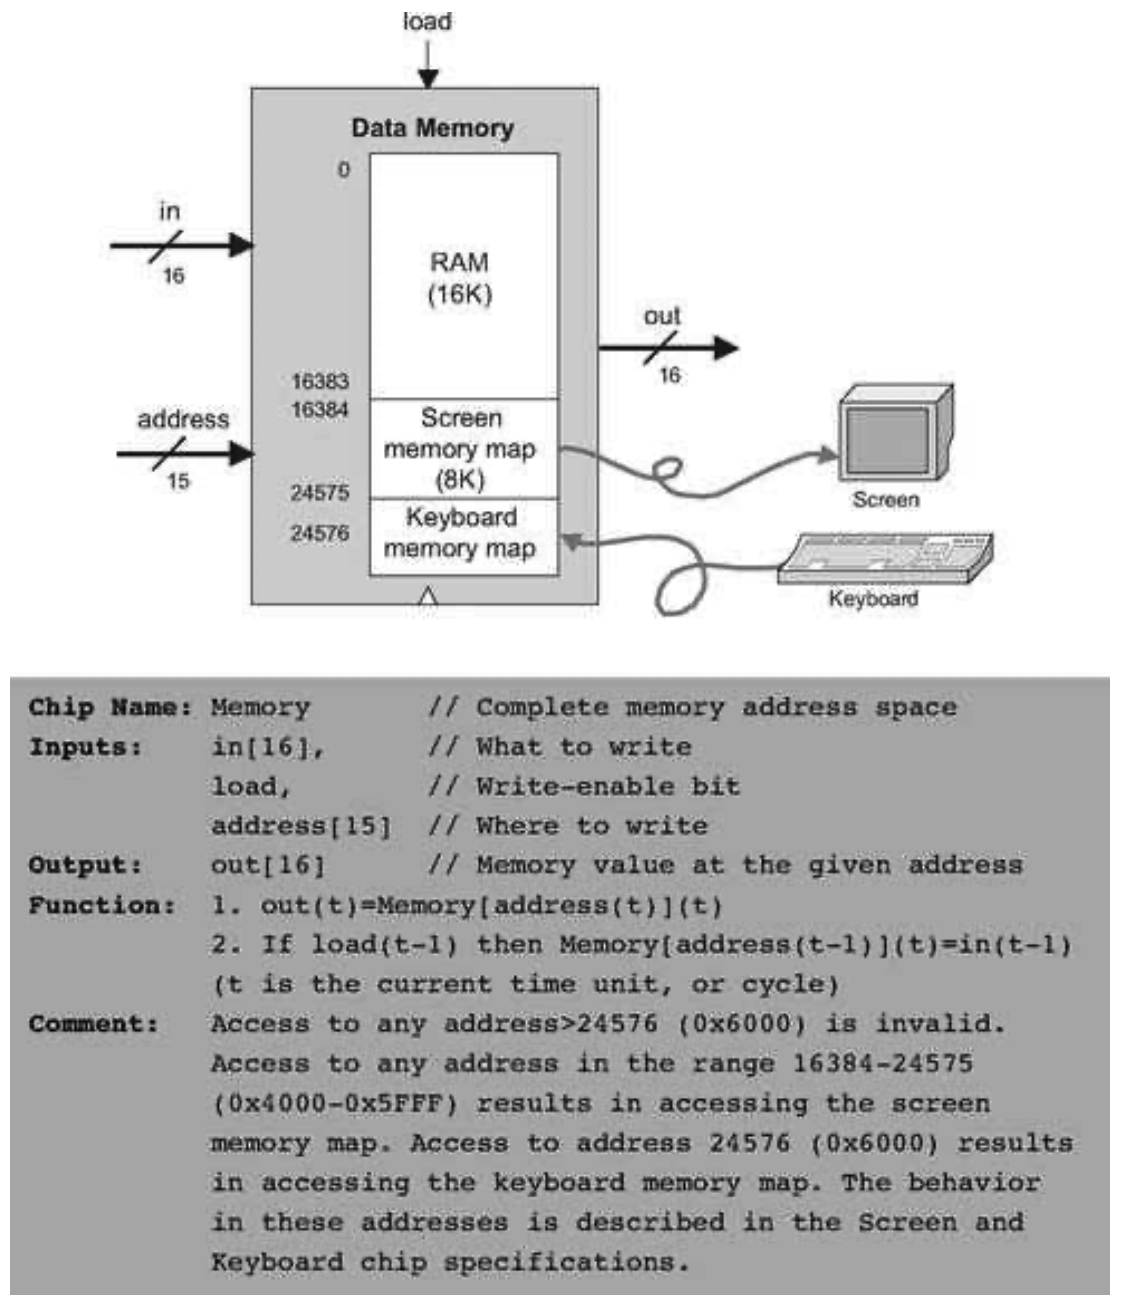 load
Data Memory
0
in
16
RAM
(16K)
out
16
16383
16384
address
15
Screen
memory map
(8K)
24575
Screen
Keyboard
memory map
24576
Keyboard
Chip Name: Memory // Complete memory address space
Inputs: in[16], // What to write
load, // Write-enable bit
address[15] // Where to write
Output: out[16] // Memory value at the given address
Function: 1. out(t)=Memory[address(t)](t)
2. If load(t-1) then Memory[address(t-1)](t)=in(t-1)
(t is the current time unit, or cycle)
Comment: Access to any address>24576 (0x6000) is invalid.
Access to any address in the range 16384-24575
(0x4000-0x5FFF) results in accessing the screen
memory map. Access to address 24576 (0x6000) results
in accessing the keyboard memory map. The behavior
in these addresses is described in the Screen and
Keyboard chip specifications.